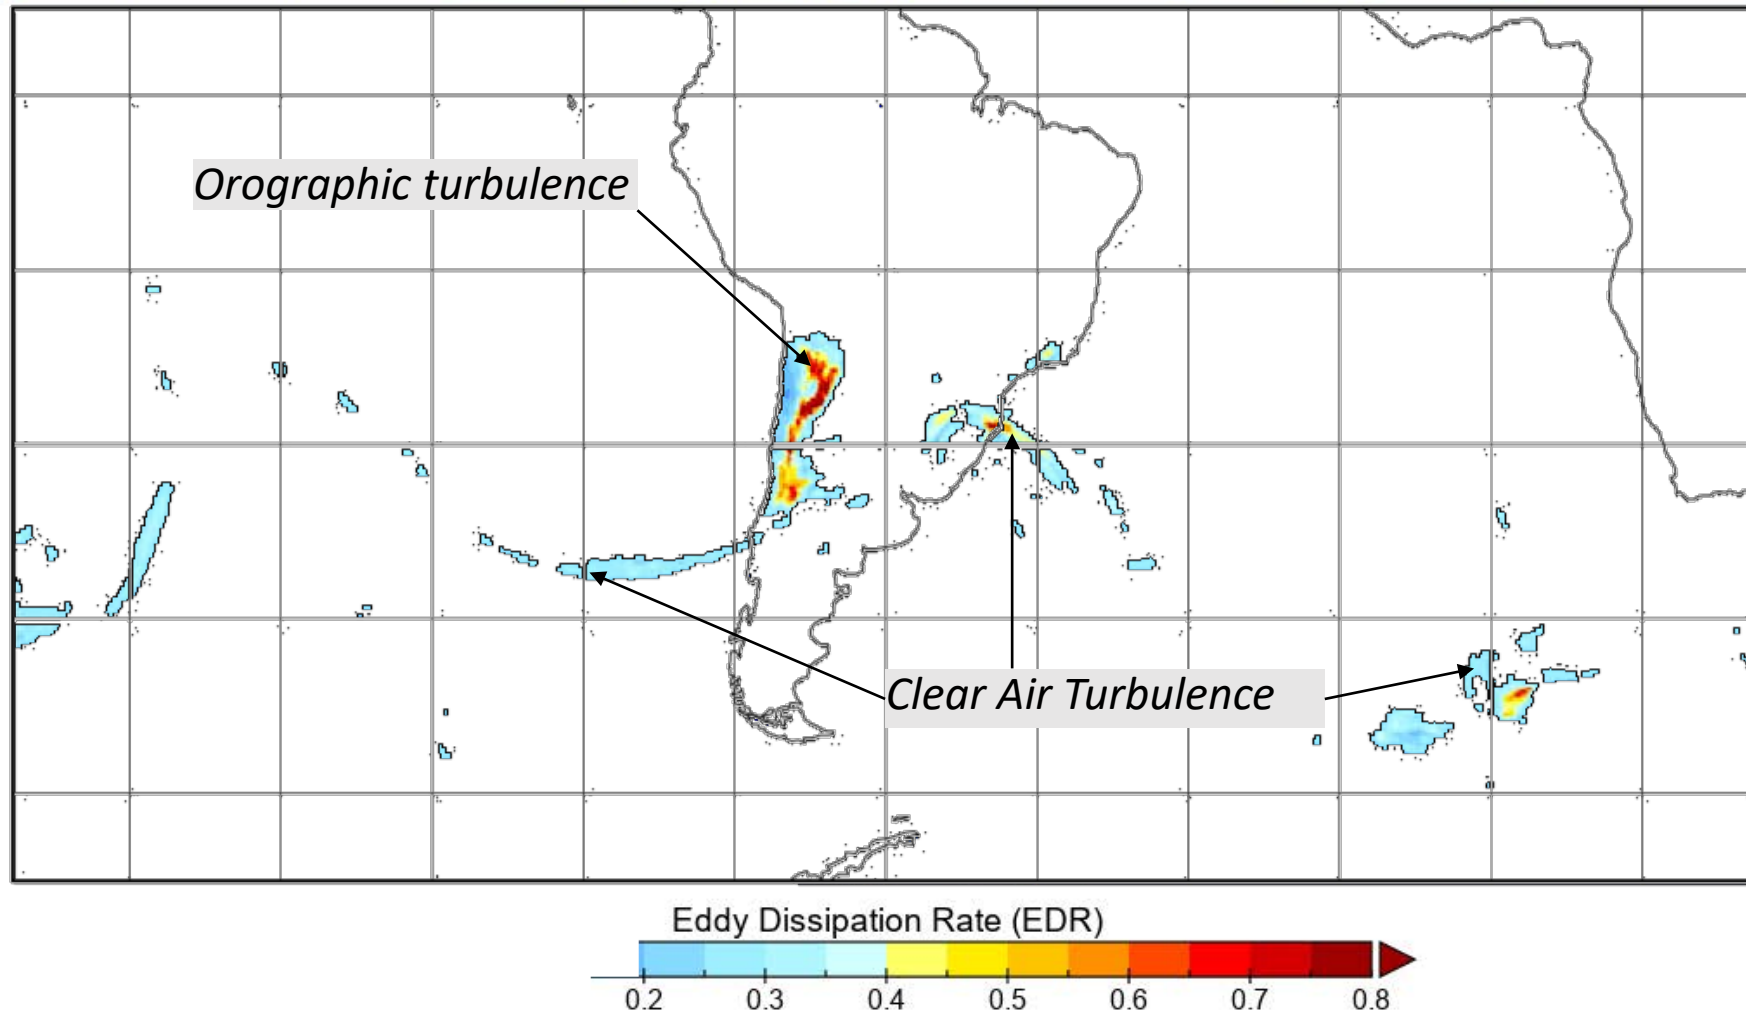 Orographic turbulence
Clear Air Turbulence
Eddy Dissipation Rate (EDR)
0.2 0.3 0.4 0.5 0.6 0.7 0.8